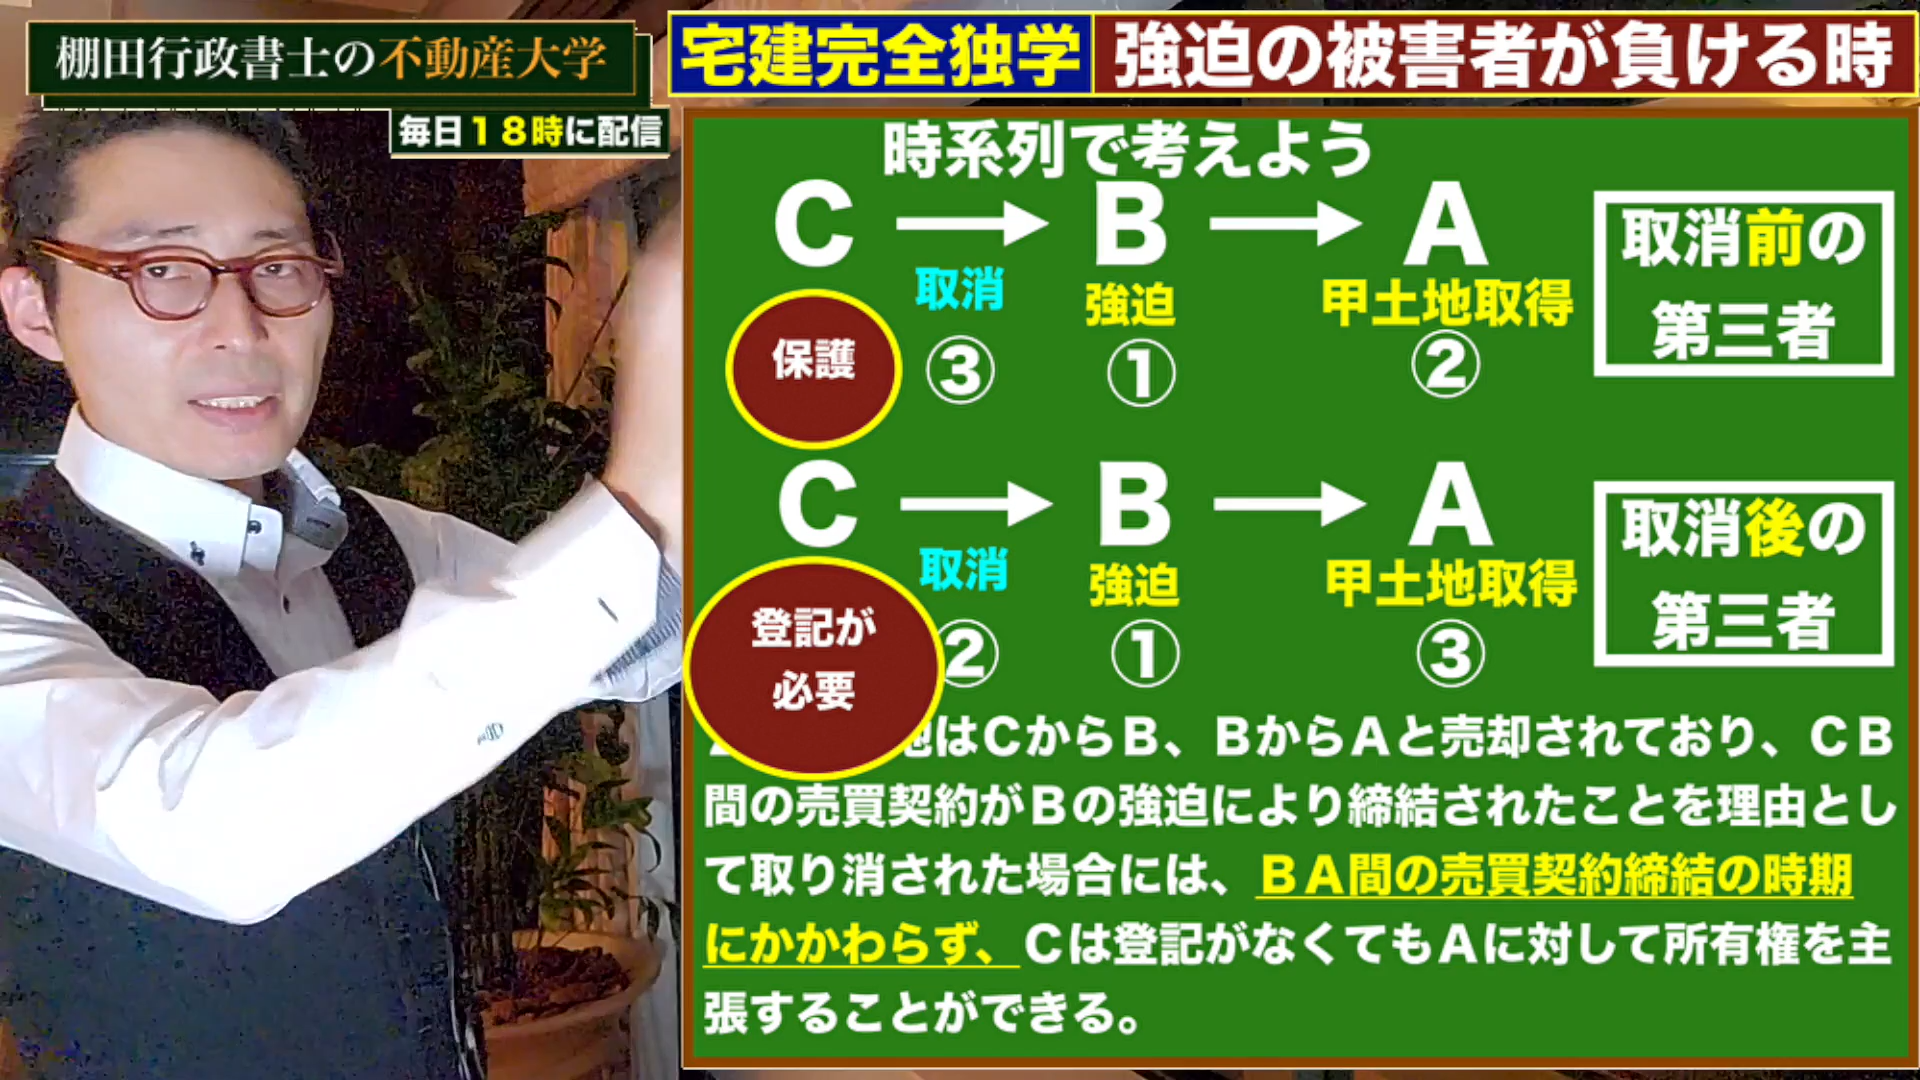 棚田行政書士の不動産大学
毎日１８時に配信
宅建完全独学
強迫の被害者が負ける時
時系列で考えよう
C → B → A
取消 強迫 甲土地取得
保護
③ ① ②
取消前の
第三者
C → B → A
取消 強迫 甲土地取得
登記が
必要
② ① ③
取消後の
第三者
地はＣからＢ、ＢからＡと売却されており、ＣＢ
間の売買契約がＢの強迫により締結されたことを理由とし
て取り消された場合には、ＢＡ間の売買契約締結の時期
にかかわらず、Ｃは登記がなくてもＡに対して所有権を主
張することができる。